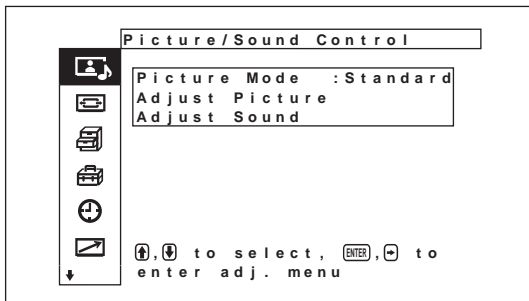 Picture/Sound Control
Picture Mode :Standard
Adjust Picture
Adjust Sound
↑,↓ to select, ENTER,→ to
enter adj. menu